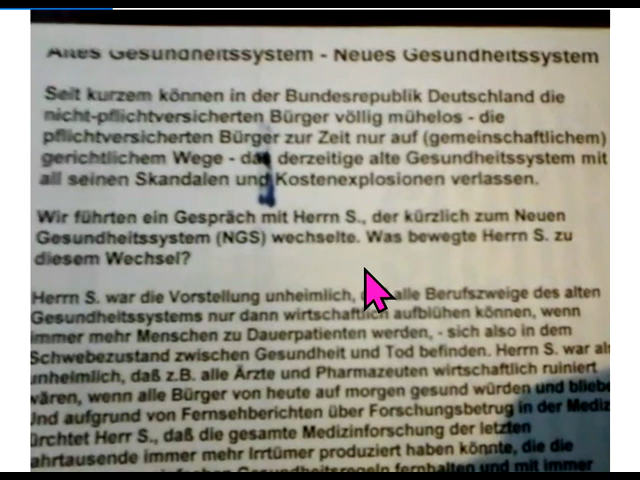 Altes Gesundheitssystem - Neues Gesundheitssystem
Seit kurzem können in der Bundesrepublik Deutschland die
nicht-pflichtversicherten Bürger völlig mühelos - die
pflichtversicherten Bürger zur Zeit nur auf (gemeinschaftlichem)
gerichtlichem Wege - das derzeitige alte Gesundheitssystem mit
all seinen Skandalen und Kostenexplosionen verlassen.
Wir führten ein Gespräch mit Herrn S., der kürzlich zum Neuen
Gesundheitssystem (NGS) wechselte. Was bewegte Herrn S. zu
diesem Wechsel?
Herrn S. war die Vorstellung unheimlich, alle Berufszweige des alten
Gesundheitssystems nur dann wirtschaftlich aufblühen können, wenn
immer mehr Menschen zu Dauerpatienten werden, - sich also in dem
Schwebezustand zwischen Gesundheit und Tod befinden. Herrn S. war
unheimlich, daß z.B. alle Ärzte und Pharmazeuten wirtschaftlich ruiniert
wären, wenn alle Bürger von heute auf morgen gesund würden und bliebe
Und aufgrund von Fernsehberichten über Forschungsbetrug in der Mediz
ürchtet Herr S., daß die gesamte Medizinforschung der letzten
ahrtausende immer mehr Irrtümer produziert haben könnte, die die
Gesundheitsregeln fernhalten und mit immer